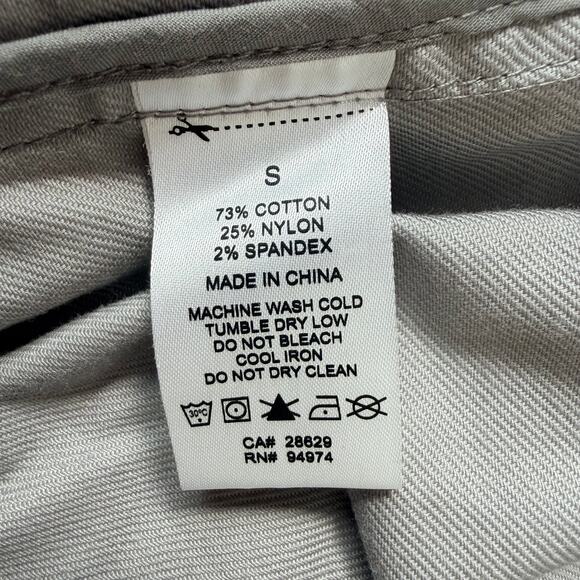 S
73% COTTON
25% NYLON
2% SPANDEX
MADE IN CHINA
MACHINE WASH COLD
TUMBLE DRY LOW
DO NOT BLEACH
COOL IRON
DO NOT DRY CLEAN
30°C
CA# 28629
RN# 94974